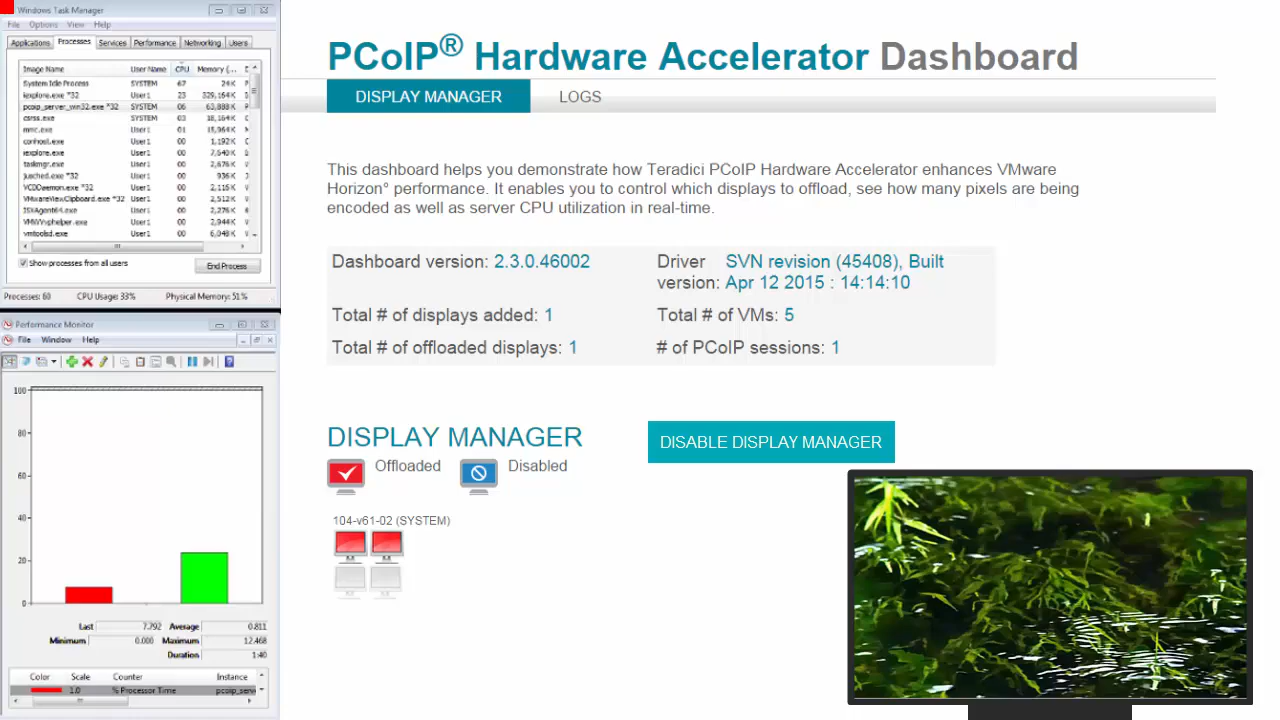 Windows Task Manager
File Options View Help
Applications Processes Services Performance Networking Users
Image Name User Name CPU Memory (...
System Idle Process SYSTEM 67 24 K
iexplore.exe *32 User1 23 329,164 K
pcoip_server_win32.exe *32 SYSTEM 06 63,888 K
csrss.exe SYSTEM 03 18,164 K
mmc.exe User1 01 15,964 K
conhost.exe User1 00 1,192 K
iexplore.exe User1 00 7,640 K
taskmgr.exe User1 00 2,676 K
jusched.exe *32 User1 00 936 K
VCDDaemon.exe *32 User1 00 2,116 K
VMwareViewClipboard.exe *32 User1 00 2,512 K
User1 00 2,276 K
User1 00 2,944 K
vmtoolsd.exe User1 00 6,048 K
Show processes from all users
End Process
Processes: 60 CPU Usage: 33% Physical Memory: 51%
Performance Monitor
File Window Help
100
80
60
40
20
0
Last 7.792 Average 0.811
Minimum 0.000 Maximum 12.468
Duration 1:40
Color Scale Counter Instance
1.0 % Processor Time pcoip_serv
PCoIP® Hardware Accelerator Dashboard
DISPLAY MANAGER LOGS
This dashboard helps you demonstrate how Teradici PCoIP Hardware Accelerator enhances VMware
Horizon° performance. It enables you to control which displays to offload, see how many pixels are being
encoded as well as server CPU utilization in real-time.
Dashboard version: 2.3.0.46002
Driver version: SVN revision (45408), Built
Apr 12 2015 : 14:14:10
Total # of displays added: 1
Total # of VMs: 5
Total # of offloaded displays: 1
# of PCoIP sessions: 1
DISPLAY MANAGER
DISABLE DISPLAY MANAGER
Offloaded Disabled
104-v61-02 (SYSTEM)